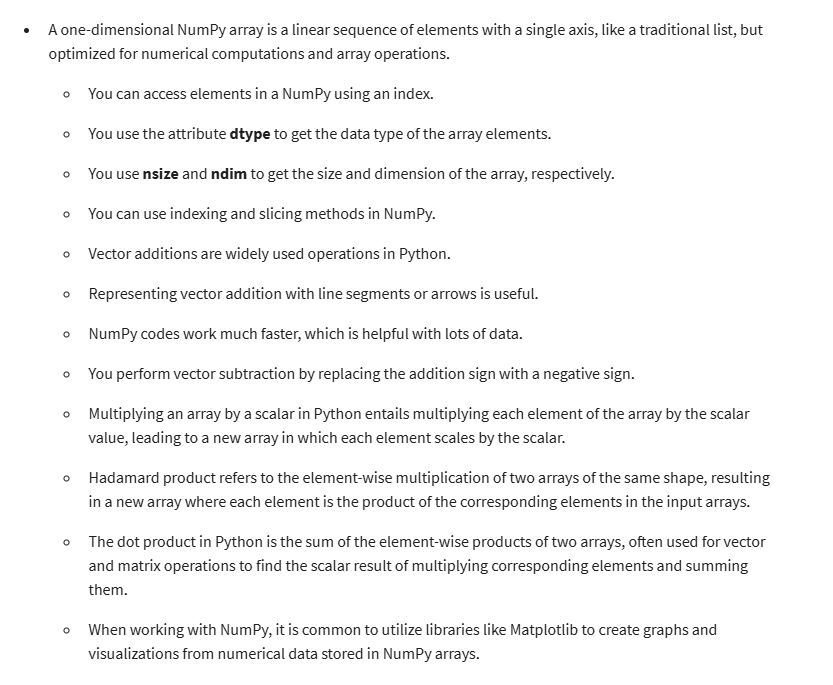 A one-dimensional NumPy array is a linear sequence of elements with a single axis, like a traditional list, but
optimized for numerical computations and array operations.
You can access elements in a NumPy using an index.
You use the attribute dtype to get the data type of the array elements.
You use nsize and ndim to get the size and dimension of the array, respectively.
You can use indexing and slicing methods in NumPy.
Vector additions are widely used operations in Python.
Representing vector addition with line segments or arrows is useful.
NumPy codes work much faster, which is helpful with lots of data.
You perform vector subtraction by replacing the addition sign with a negative sign.
Multiplying an array by a scalar in Python entails multiplying each element of the array by the scalar
value, leading to a new array in which each element scales by the scalar.
Hadamard product refers to the element-wise multiplication of two arrays of the same shape, resulting
in a new array where each element is the product of the corresponding elements in the input arrays.
The dot product in Python is the sum of the element-wise products of two arrays, often used for vector
and matrix operations to find the scalar result of multiplying corresponding elements and summing
them.
When working with NumPy, it is common to utilize libraries like Matplotlib to create graphs and
visualizations from numerical data stored in NumPy arrays.